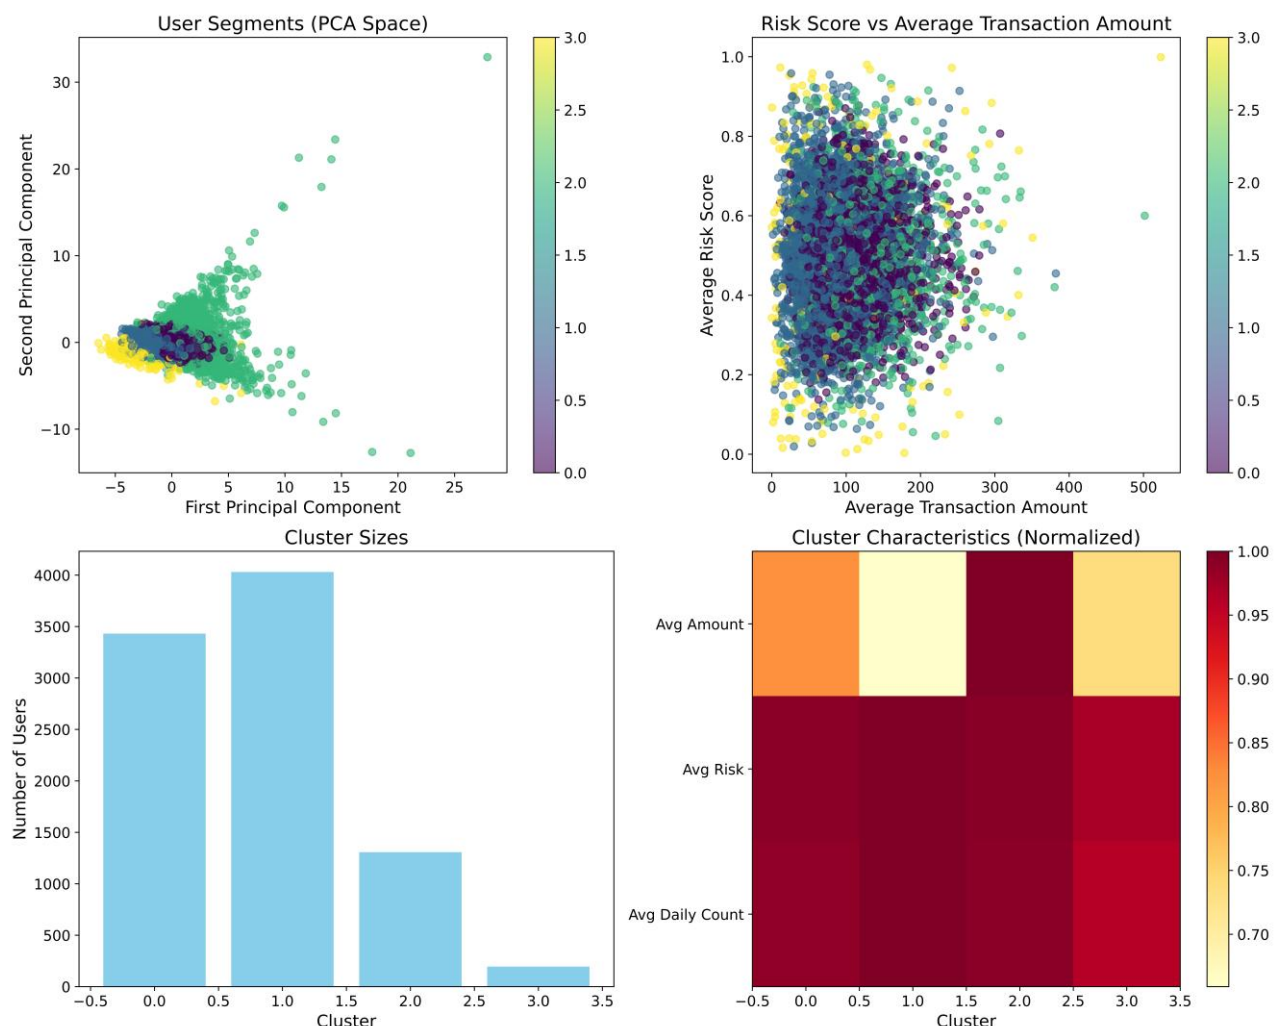 User Segments (PCA Space)
30
20
10
0
−10
Second Principal Component
−5 0 5 10 15 20 25
First Principal Component
3.0
2.5
2.0
1.5
1.0
0.5
0.0
Risk Score vs Average Transaction Amount
1.0
0.8
0.6
0.4
0.2
0.0
Average Risk Score
0 100 200 300 400 500
Average Transaction Amount
3.0
2.5
2.0
1.5
1.0
0.5
0.0
Cluster Sizes
4000
3500
3000
2500
2000
1500
1000
500
0
Number of Users
−0.5 0.0 0.5 1.0 1.5 2.0 2.5 3.0 3.5
Cluster
Cluster Characteristics (Normalized)
Avg Amount
Avg Risk
Avg Daily Count
−0.5 0.0 0.5 1.0 1.5 2.0 2.5 3.0 3.5
Cluster
1.00
0.95
0.90
0.85
0.80
0.75
0.70